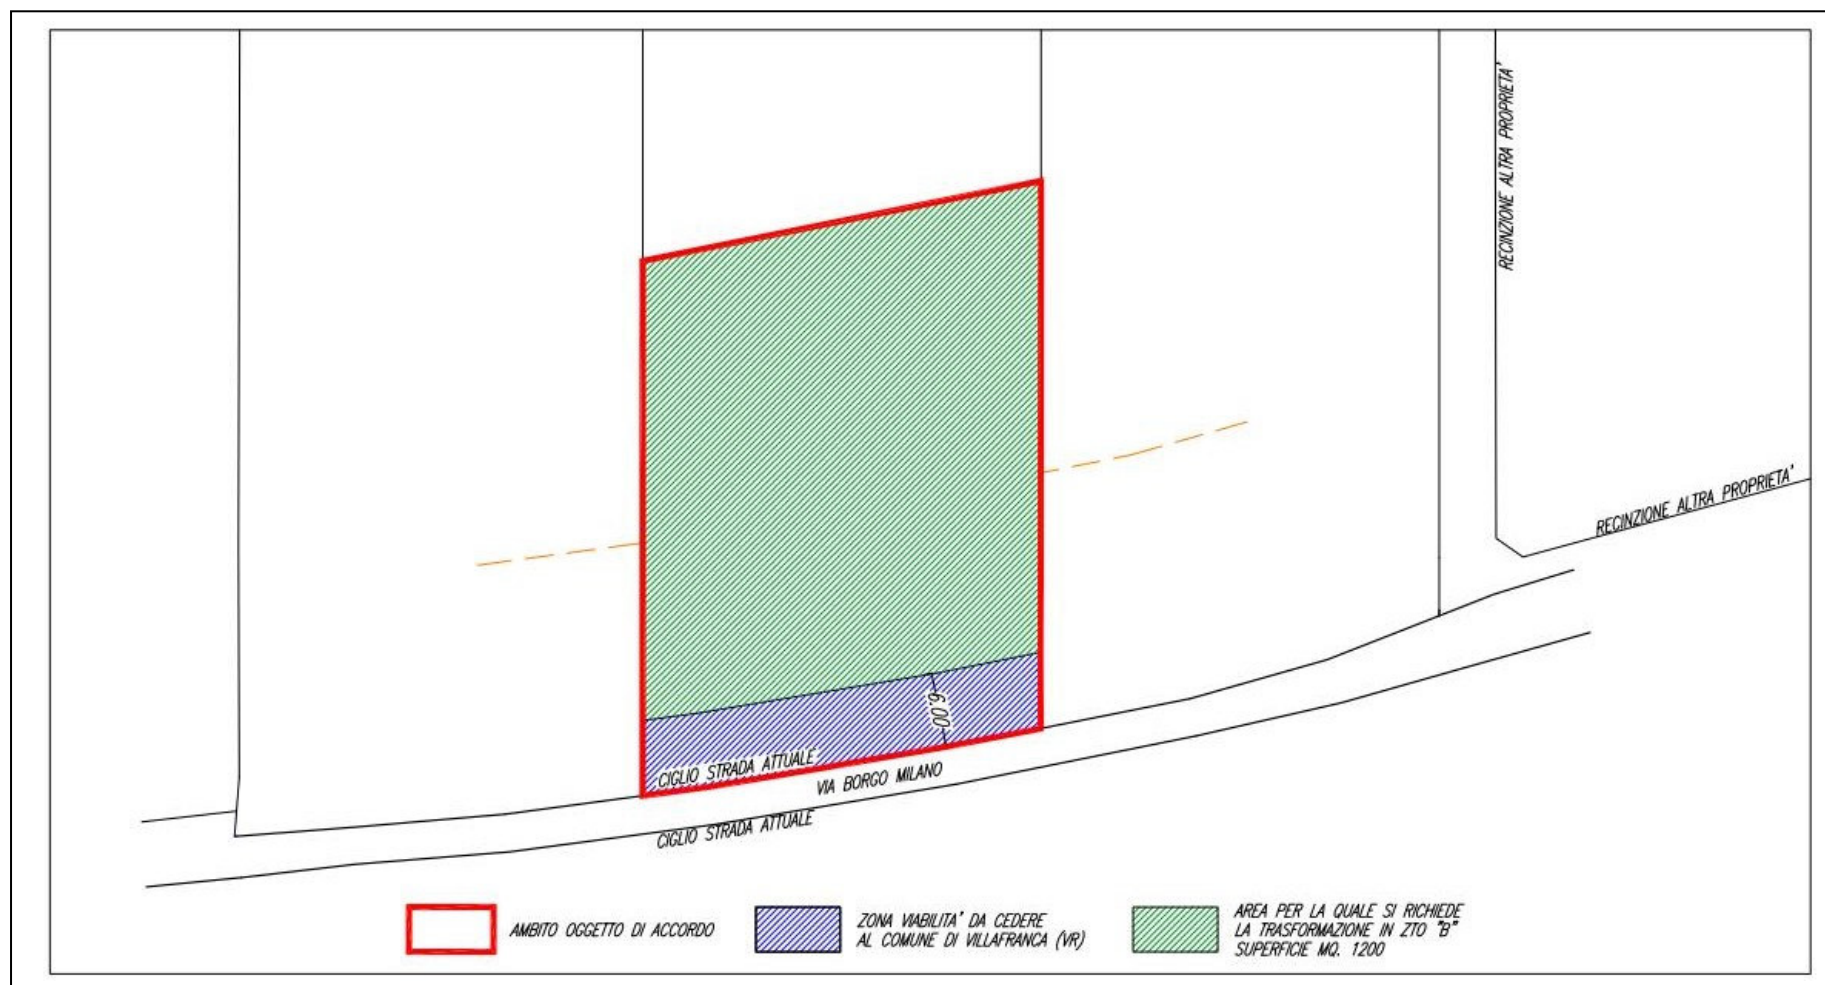 RECINZIONE ALTRA PROPRIETA'
RECINZIONE ALTRA PROPRIETA'
6.00
CIGLIO STRADA ATTUALE
VIA BORGO MILANO
CIGLIO STRADA ATTUALE
AMBITO OGGETTO DI ACCORDO
ZONA VIABILITA' DA CEDERE
AL COMUNE DI VILLAFRANCA (VR)
AREA PER LA QUALE SI RICHIEDE
LA TRASFORMAZIONE IN ZTO "B"
SUPERFICIE MQ. 1200